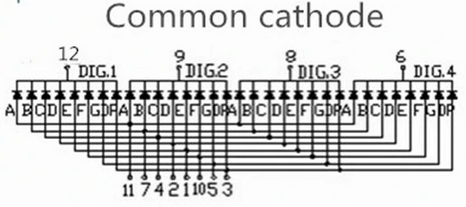 Common cathode
12 9 8 6
DIG.1 DIG.2 DIG.3 DIG.4
A B C D E F G DP A B C D E F G DP A B C D E F G DP A B C D E F G DP
11 7 4 2 1 10 5 3